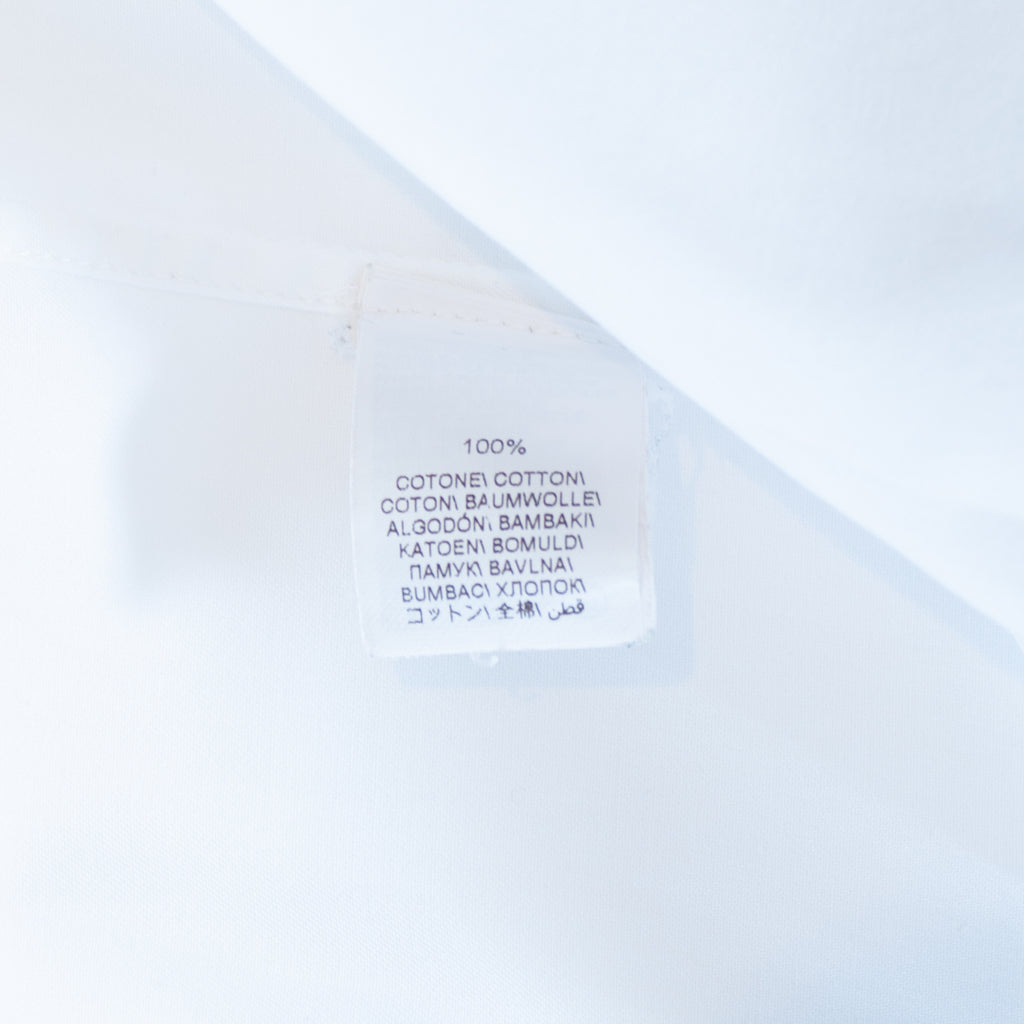 100%
COTONE\ COTTON\
COTON\ BAUMWOLLE\
ALGODÓN\ BAMBAKI\
KATOEN\ BOMULD\
ПАМУК\ BAVLNA\
BUMBAC\ ХЛОПОК\
コットン\ 全棉\ قطن